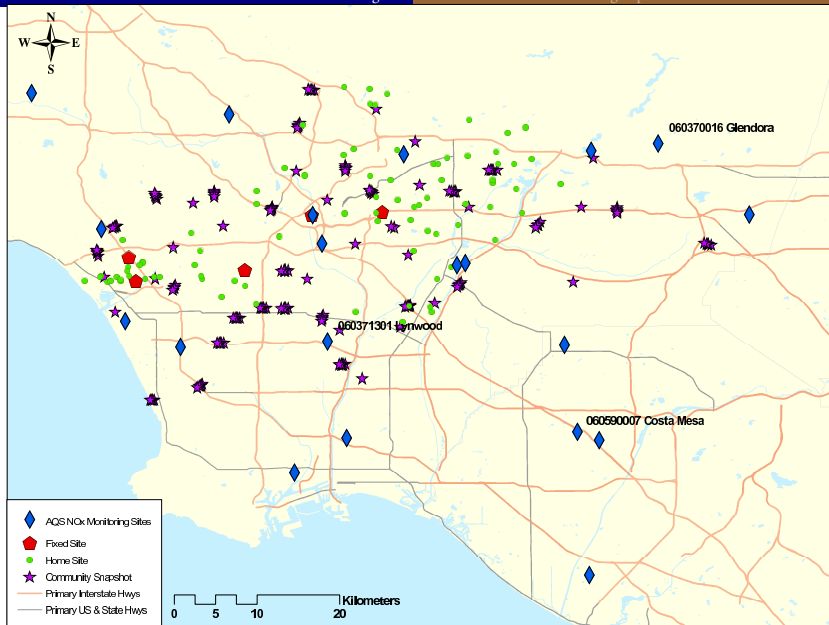 N
W E
S
060370016 Glendora
060371301 Lynwood
060590007 Costa Mesa
AQS NOx Monitoring Sites
Fixed Site
Home Site
Community Snapshot
Primary Interstate Hwys
Primary US & State Hwys
Kilometers
0 5 10 20